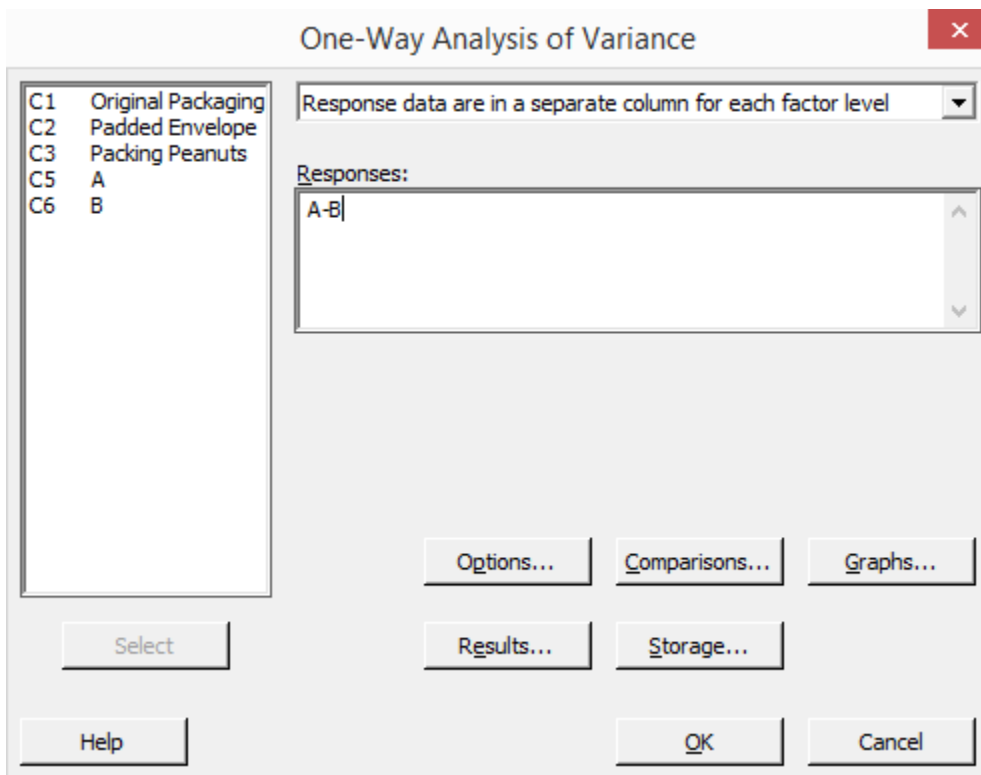 One-Way Analysis of Variance
×
C1 Original Packaging
C2 Padded Envelope
C3 Packing Peanuts
C5 A
C6 B
Response data are in a separate column for each factor level
Responses:
A-B
Options...
Comparisons...
Graphs...
Select
Results...
Storage...
Help
OK
Cancel